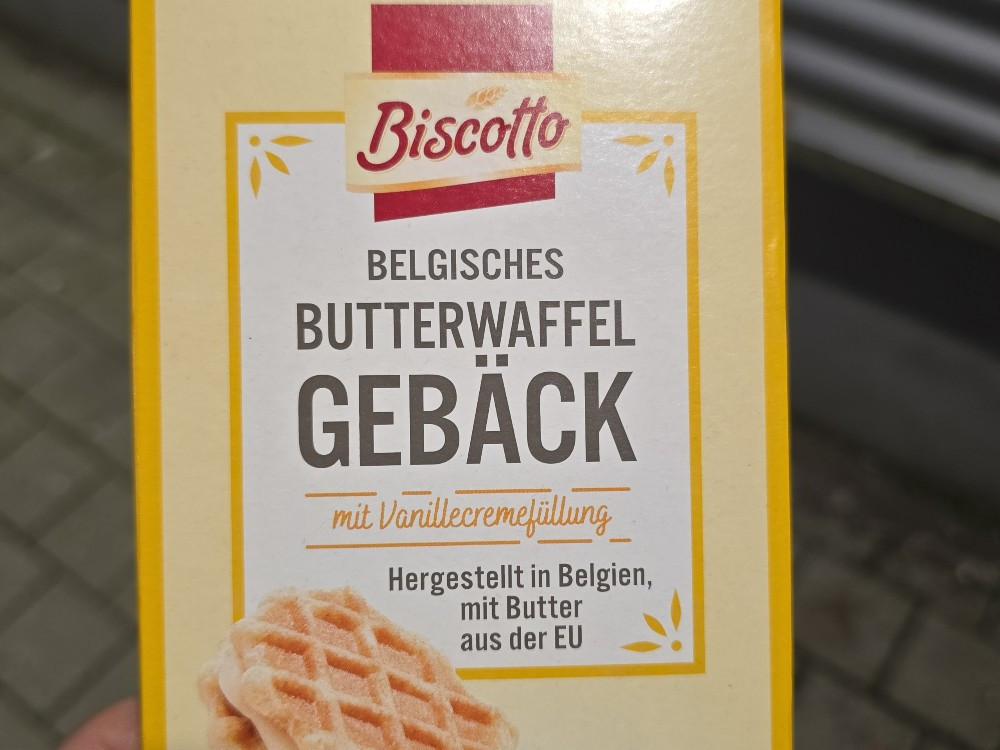 Biscotto
BELGISCHES
BUTTERWAFFEL
GEBÄCK
mit Vanillecremefüllung
Hergestellt in Belgien,
mit Butter
aus der EU